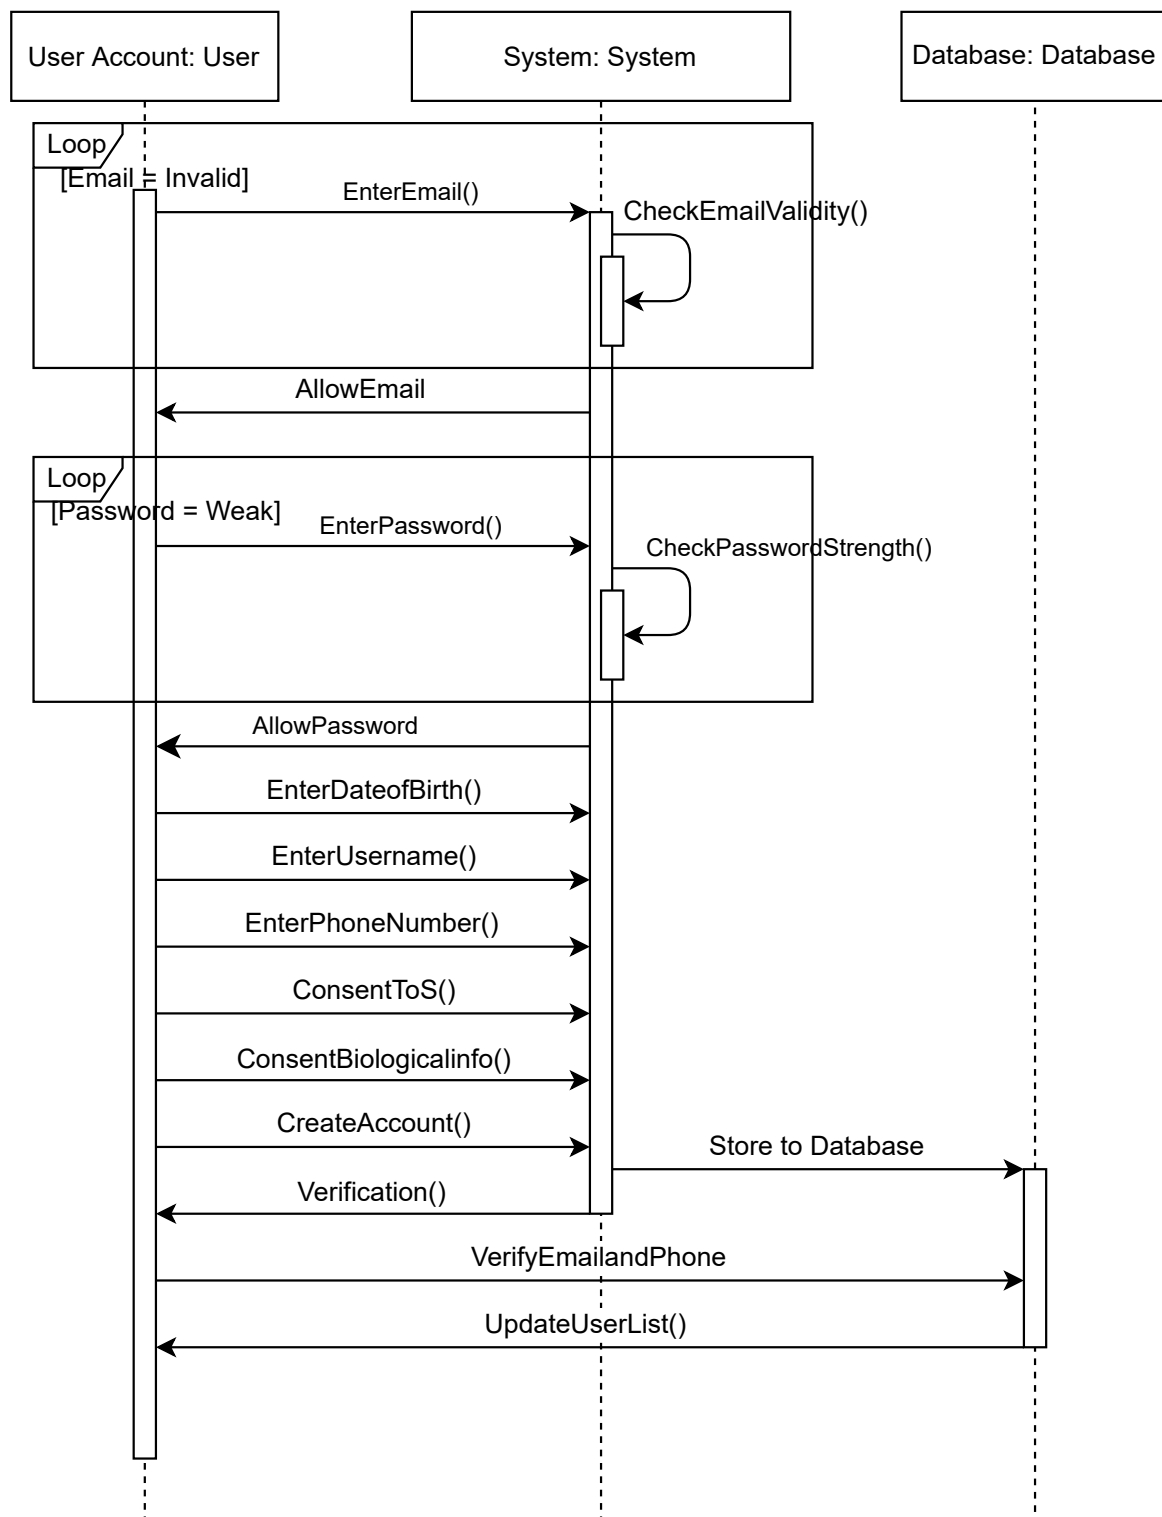 User Account: User
System: System
Database: Database
Loop
[Email = Invalid]
EnterEmail()
CheckEmailValidity()
AllowEmail
Loop
[Password = Weak]
EnterPassword()
CheckPasswordStrength()
AllowPassword
EnterDateofBirth()
EnterUsername()
EnterPhoneNumber()
ConsentToS()
ConsentBiologicalinfo()
CreateAccount()
Store to Database
Verification()
VerifyEmailandPhone
UpdateUserList()